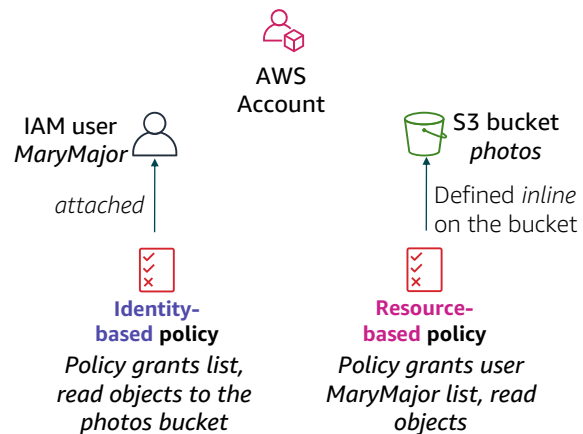 AWS
Account
IAM user
MaryMajor
S3 bucket
photos
attached
Defined inline
on the bucket
Identity-
based policy
Resource-
based policy
Policy grants list,
read objects to the
photos bucket
Policy grants user
MaryMajor list, read
objects